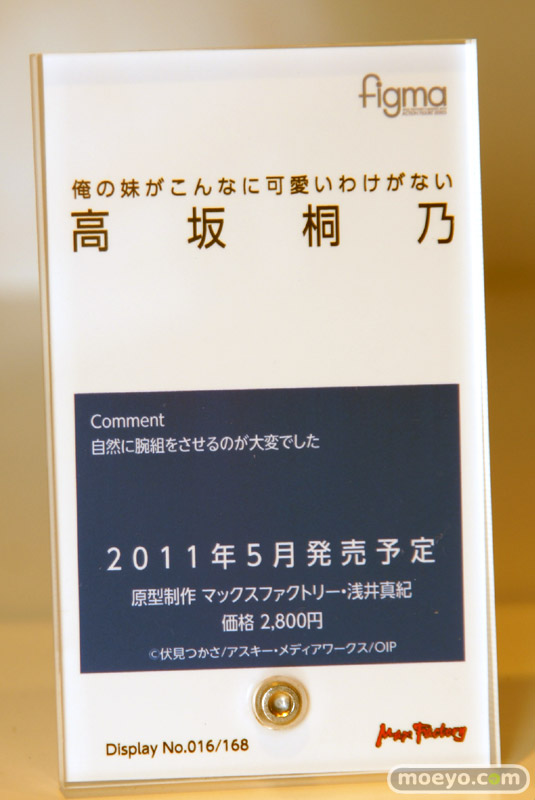 figma
俺の妹がこんなに可愛いわけがない
高坂桐乃
Comment
自然に腕組をさせるのが大変でした
2011年5月発売予定
原型制作 マックスファクトリー・浅井真紀
価格 2,800円
©伏見つかさ/アスキー・メディアワークス/OIP
Max Factory
Display No.016/168
moeyo.com